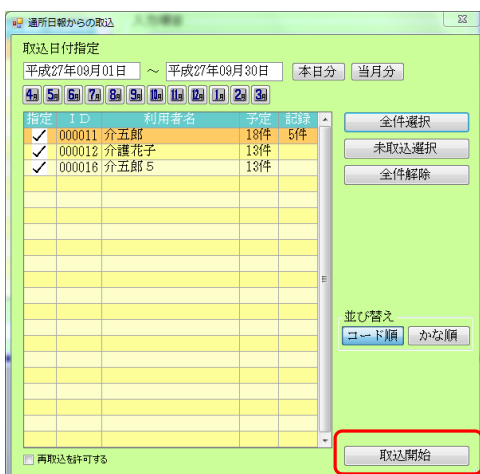 通所日報からの取込
取込日付指定
平成27年09月01日 ～ 平成27年09月30日 本日分 当月分
4月 5月 6月 7月 8月 9月 10月 11月 12月 1月 2月 3月
指定 ID 利用者名 予定 記録
✓ 000011 介五郎 18件 5件
✓ 000012 介護花子 13件
✓ 000016 介五郎５ 13件
全件選択
未取込選択
全件解除
並び替え
コード順 かな順
再取込を許可する
取込開始